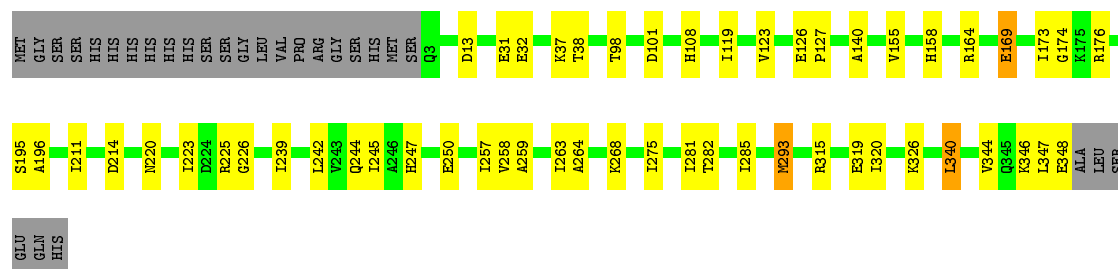 MET GLY SER SER HIS HIS HIS HIS HIS HIS SER SER GLY LEU VAL PRO ARG GLY SER HIS MET SER Q3 D13 E31 E32 K37 T38 T98 D101 H108 I119 V123 E126 P127 A140 V155 H158 R164 E169 I173 G174 K175 R176
S195 A196 I211 D214 N220 I223 D224 R225 G226 I239 L242 V243 Q244 I245 A246 H247 E250 I257 V258 A259 I263 A264 K268 I275 I281 T282 I285 M293 R315 E319 I320 K326 L340 V344 Q345 K346 L347 E348 ALA LEU SER
GLU GLN HIS